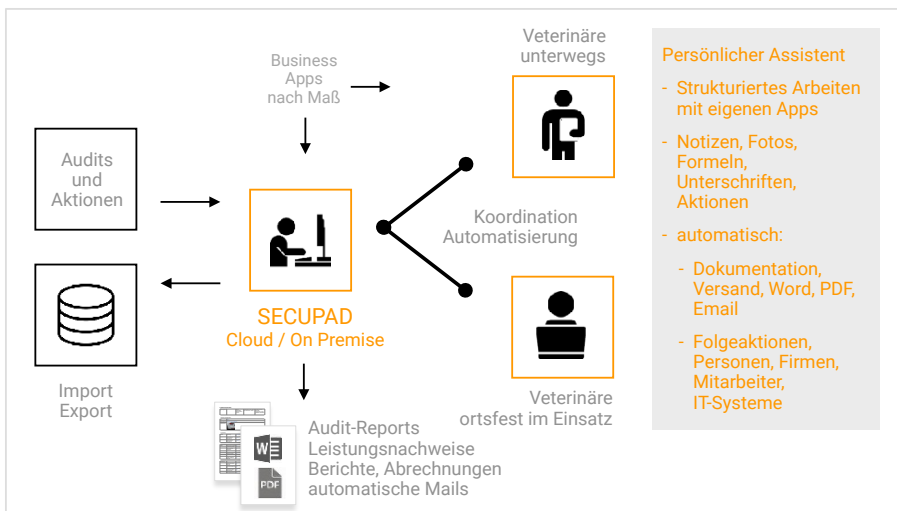 Business
Apps
nach Maß
Veterinäre
unterwegs
Audits
und
Aktionen
Koordination
Automatisierung
SECUPAD
Cloud / On Premise
Import
Export
Veterinäre
ortsfest im Einsatz
Audit-Reports
Leistungsnachweise
Berichte, Abrechnungen
automatische Mails
W
PDF
Persönlicher Assistent
- Strukturiertes Arbeiten
mit eigenen Apps
- Notizen, Fotos,
Formeln,
Unterschriften,
Aktionen
- automatisch:
- Dokumentation,
Versand, Word, PDF,
Email
- Folgeaktionen,
Personen, Firmen,
Mitarbeiter,
IT-Systeme